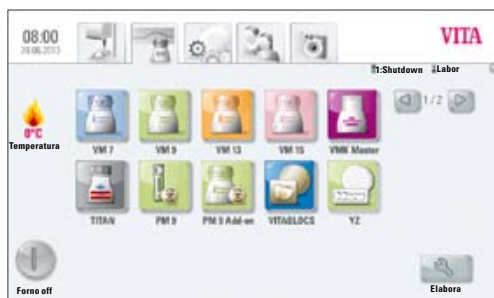 08:00
28.06.2013
VITA
1:Shutdown Labor
1/2
0°C
Temperatura
VM 7 VM 9 VM 13 VM 15 VMK Master
TITAN PM 9 PM 9 Add-on VITABLOCS YZ
Forno off
Elabora